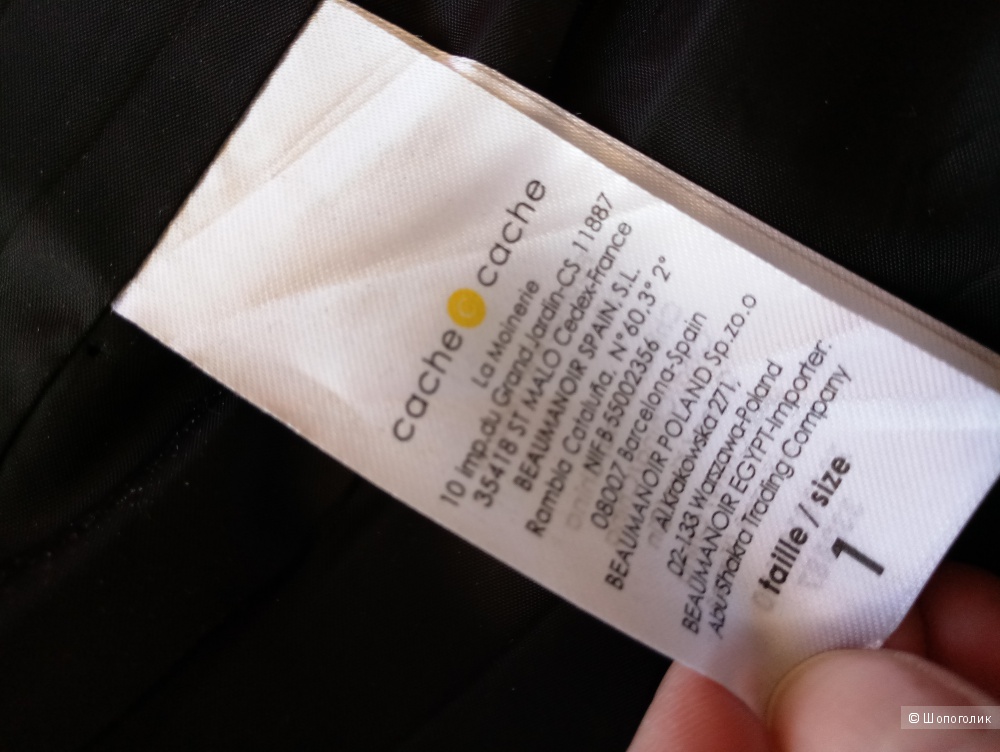 cache c cache
La Moinerie
10 imp.du Grand Jardin-CS 11887
35418 ST MALO Cedex-France
BEAUMANOIR SPAIN, S.L.
Rambla Cataluña, N°60,3° 2°
NIF.B 55002356
08007 Barcelona-Spain
BEAUMANOIR POLAND Sp.zo.o
Al.Krakowska 271,
02-133 Warszawa-Poland
BEAUMANOIR EGYPT-Importer:
Abu Shakra Trading Company
taille / size
1
© Шопоголик